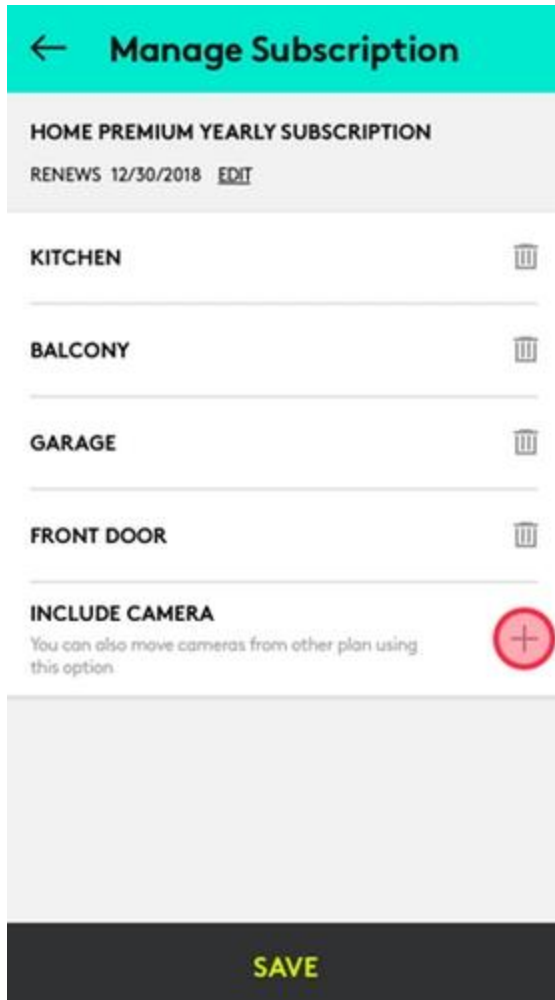 Manage Subscription
HOME PREMIUM YEARLY SUBSCRIPTION
RENEWS 12/30/2018 EDIT
KITCHEN
BALCONY
GARAGE
FRONT DOOR
INCLUDE CAMERA
You can also move cameras from other plan using
this option
SAVE